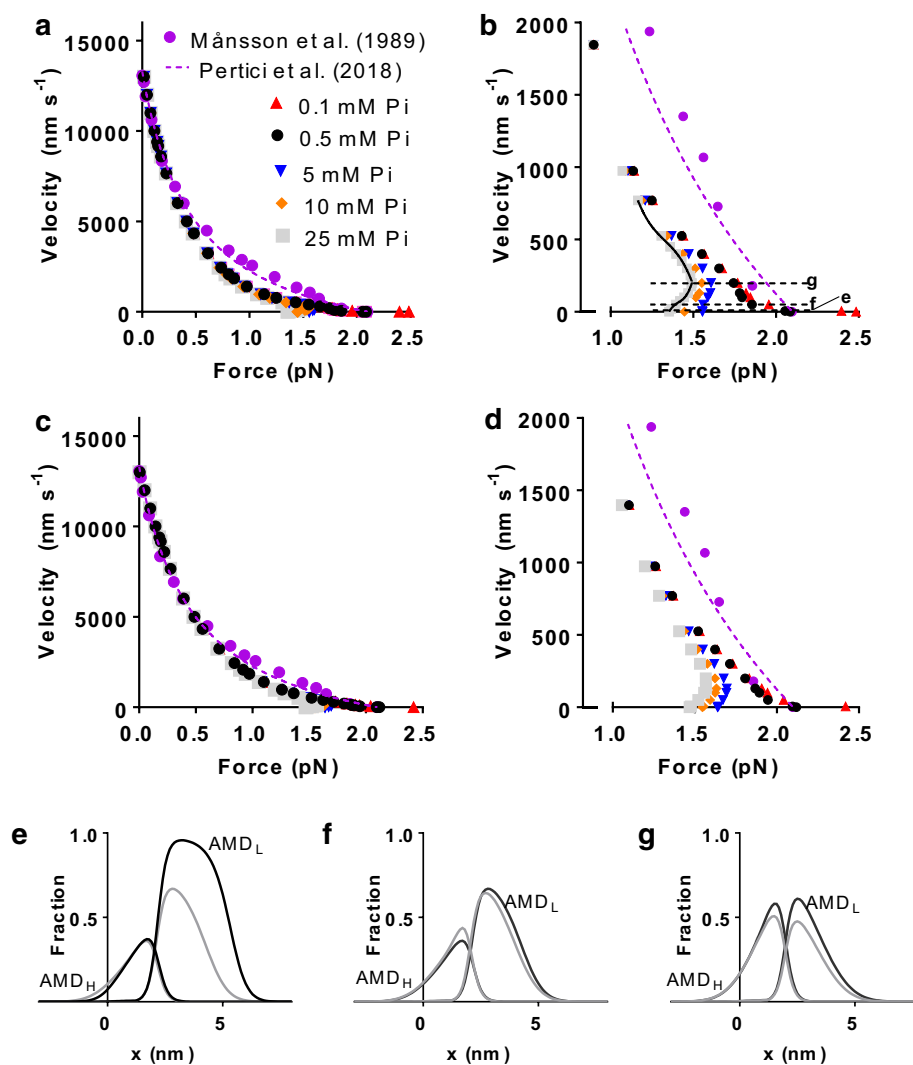 a
15000
10000
5000
0
Velocity (nm s⁻¹)
0.0 0.5 1.0 1.5 2.0 2.5
Force (pN)
Månsson et al. (1989)
Pertici et al. (2018)
0.1 mM Pi
0.5 mM Pi
5 mM Pi
10 mM Pi
25 mM Pi
b
2000
1500
1000
500
0
Velocity (nm s⁻¹)
1.0 1.5 2.0 2.5
Force (pN)
g
f
e
c
15000
10000
5000
0
Velocity (nm s⁻¹)
0.0 0.5 1.0 1.5 2.0 2.5
Force (pN)
d
2000
1500
1000
500
0
Velocity (nm s⁻¹)
1.0 1.5 2.0 2.5
Force (pN)
e
1.0
0.5
Fraction
AMD_L
AMD_H
0 5
x (nm)
f
1.0
0.5
Fraction
AMD_L
AMD_H
0 5
x (nm)
g
1.0
0.5
Fraction
AMD_L
AMD_H
0 5
x (nm)